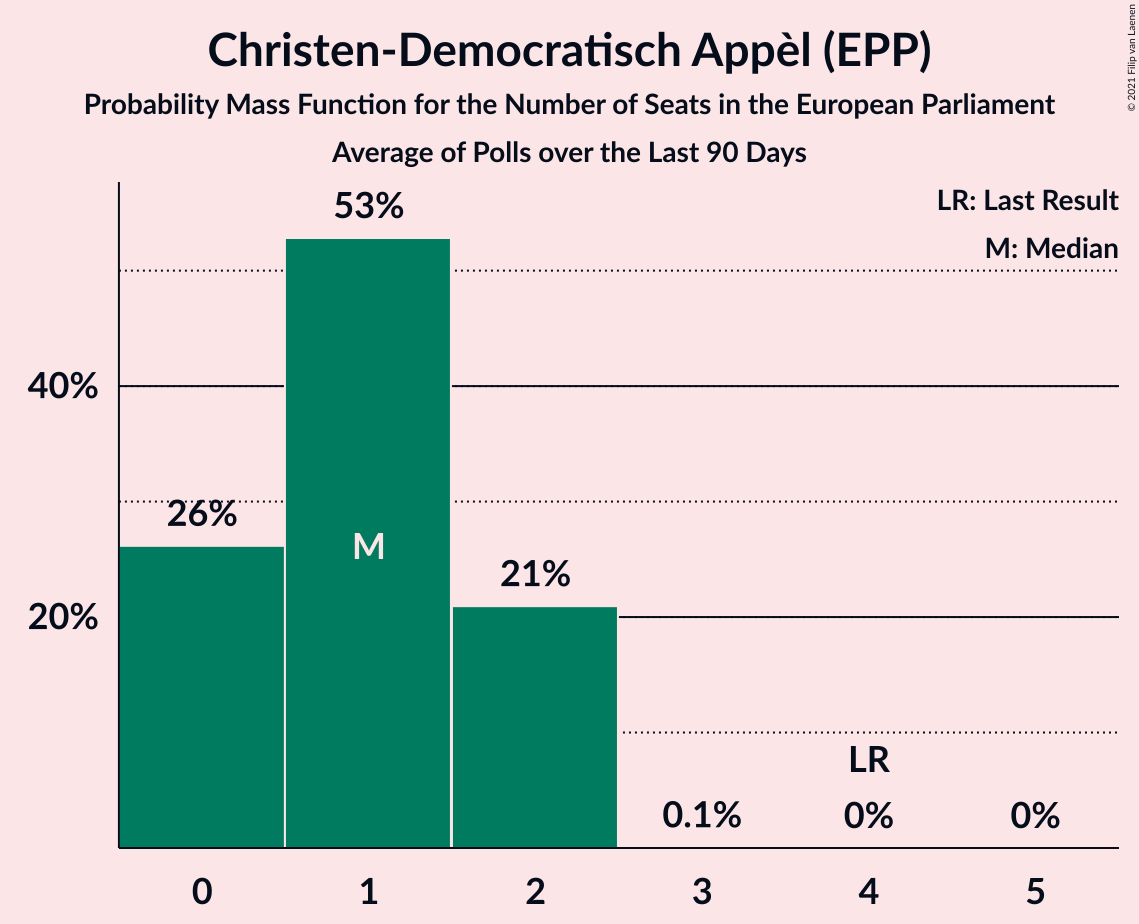 Christen-Democratisch Appèl (EPP)
Probability Mass Function for the Number of Seats in the European Parliament
Average of Polls over the Last 90 Days
© 2021 Filip van Laenen
LR: Last Result
M: Median
53%
40%
26%
M
21%
20%
LR
0.1%
0%
0%
0 1 2 3 4 5